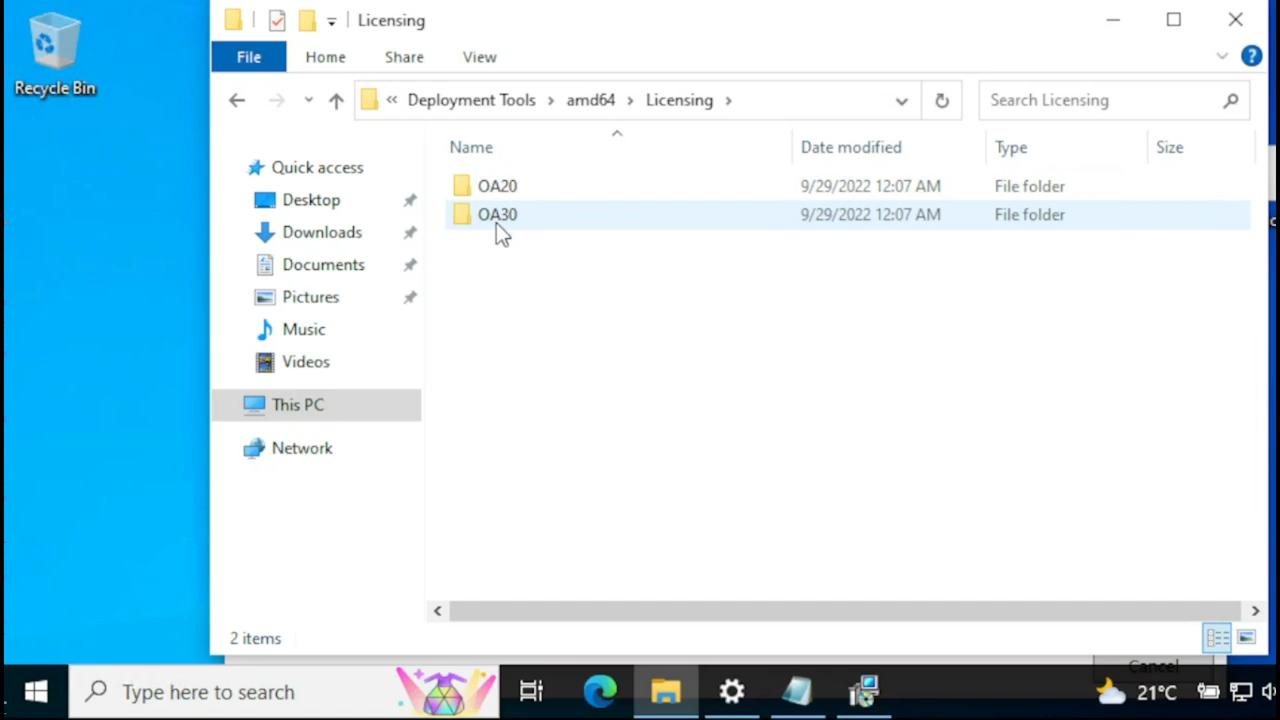 Licensing
File Home Share View
Recycle Bin
« Deployment Tools > amd64 > Licensing >
Search Licensing
Name Date modified Type Size
Quick access
Desktop
Downloads
Documents
Pictures
Music
Videos
This PC
Network
OA20 9/29/2022 12:07 AM File folder
OA30 9/29/2022 12:07 AM File folder
2 items
Cancel
Type here to search
21°C